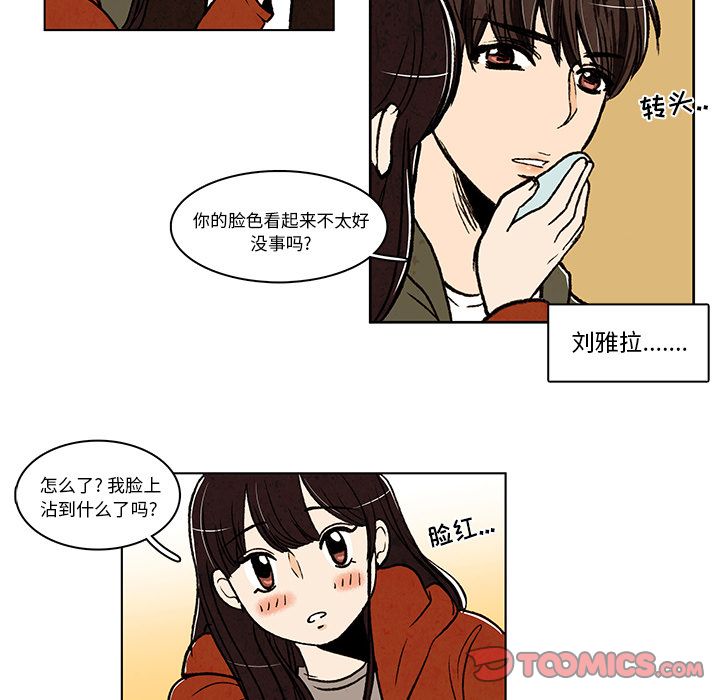 转头..
你的脸色看起来不太好
没事吗?
刘雅拉.......
怎么了? 我脸上
沾到什么了吗?
脸红...
TOOMICS.COM